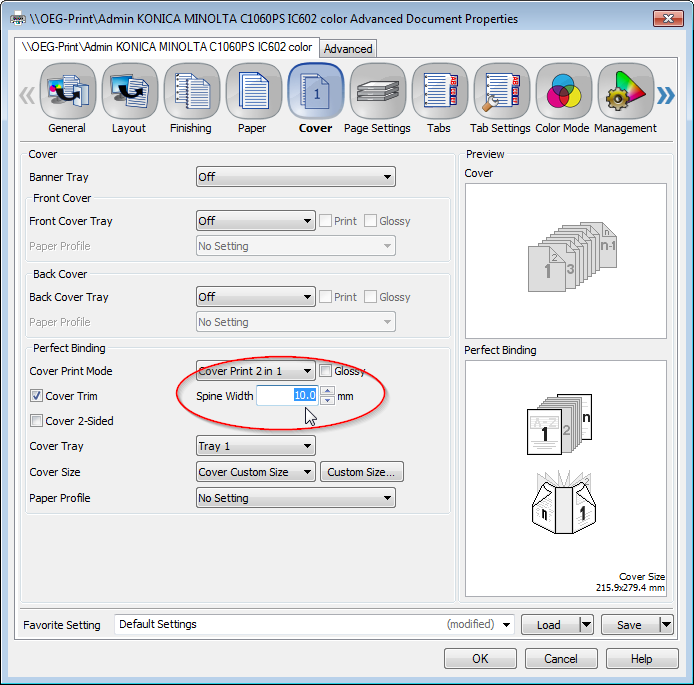 \\OEG-Print\Admin KONICA MINOLTA C1060PS IC602 color Advanced Document Properties
\\OEG-Print\Admin KONICA MINOLTA C1060PS IC602 color Advanced
General Layout Finishing Paper 1 Cover Page Settings Tabs Tab Settings Color Mode Management
Cover
Banner Tray Off
Front Cover
Front Cover Tray Off Print Glossy
Paper Profile No Setting
Back Cover
Back Cover Tray Off Print Glossy
Paper Profile No Setting
Perfect Binding
Cover Print Mode Cover Print 2 in 1 Glossy
Cover Trim Spine Width 10.0 mm
Cover 2-Sided
Cover Tray Tray 1
Cover Size Cover Custom Size Custom Size...
Paper Profile No Setting
Preview
Cover
1 2 3 n n-1
Perfect Binding
A-Z 1 2 n
n 1
Cover Size
215.9x279.4 mm
Favorite Setting Default Settings (modified) Load Save
OK Cancel Help